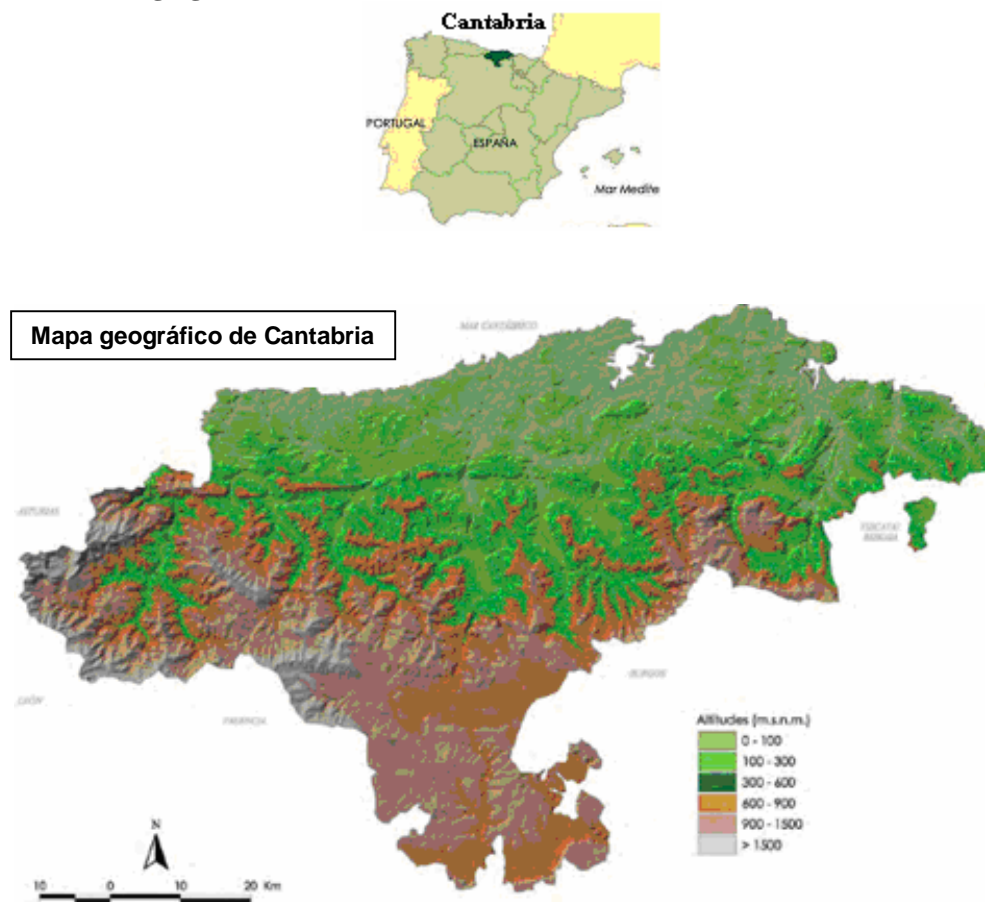 Cantabria
PORTUGAL
ESPAÑA
Mar Medite
Mapa geográfico de Cantabria
MAR CANTÁBRICO
ASTURIAS
VIZCAYA
BURGOS
LEÓN
PALENCIA
Altitudes (m.s.n.m.)
0 - 100
100 - 300
300 - 600
600 - 900
900 - 1500
> 1500
N
10 0 10 20 Km